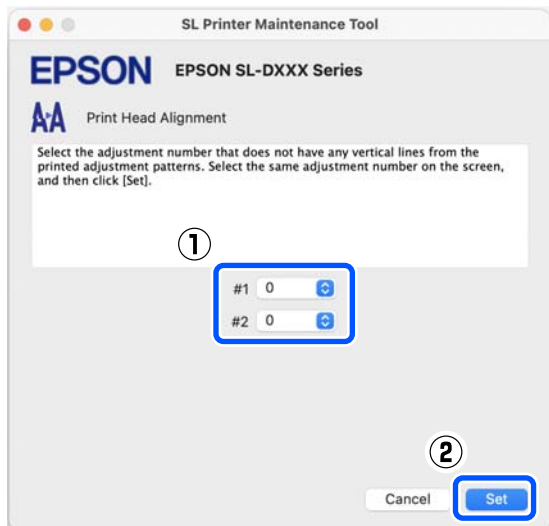 SL Printer Maintenance Tool
EPSON EPSON SL-DXXX Series
A▸A Print Head Alignment
Select the adjustment number that does not have any vertical lines from the
printed adjustment patterns. Select the same adjustment number on the screen,
and then click [Set].
①
#1 0
#2 0
②
Cancel Set